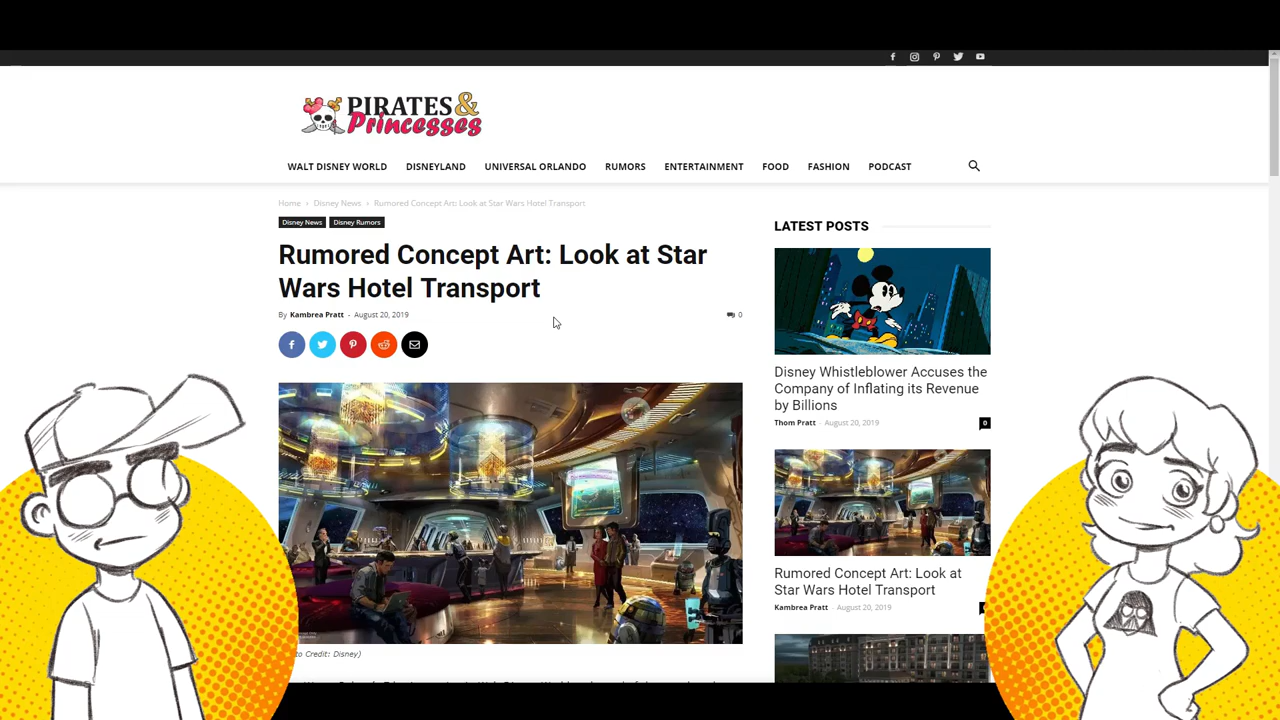 PIRATES&
Princesses
WALT DISNEY WORLD DISNEYLAND UNIVERSAL ORLANDO RUMORS ENTERTAINMENT FOOD FASHION PODCAST
Home › Disney News › Rumored Concept Art: Look at Star Wars Hotel Transport
Disney News Disney Rumors
Rumored Concept Art: Look at Star
Wars Hotel Transport
By Kambrea Pratt - August 20, 2019 0
to Credit: Disney)
LATEST POSTS
Disney Whistleblower Accuses the
Company of Inflating its Revenue
by Billions
Thom Pratt - August 20, 2019 0
Rumored Concept Art: Look at
Star Wars Hotel Transport
Kambrea Pratt - August 20, 2019